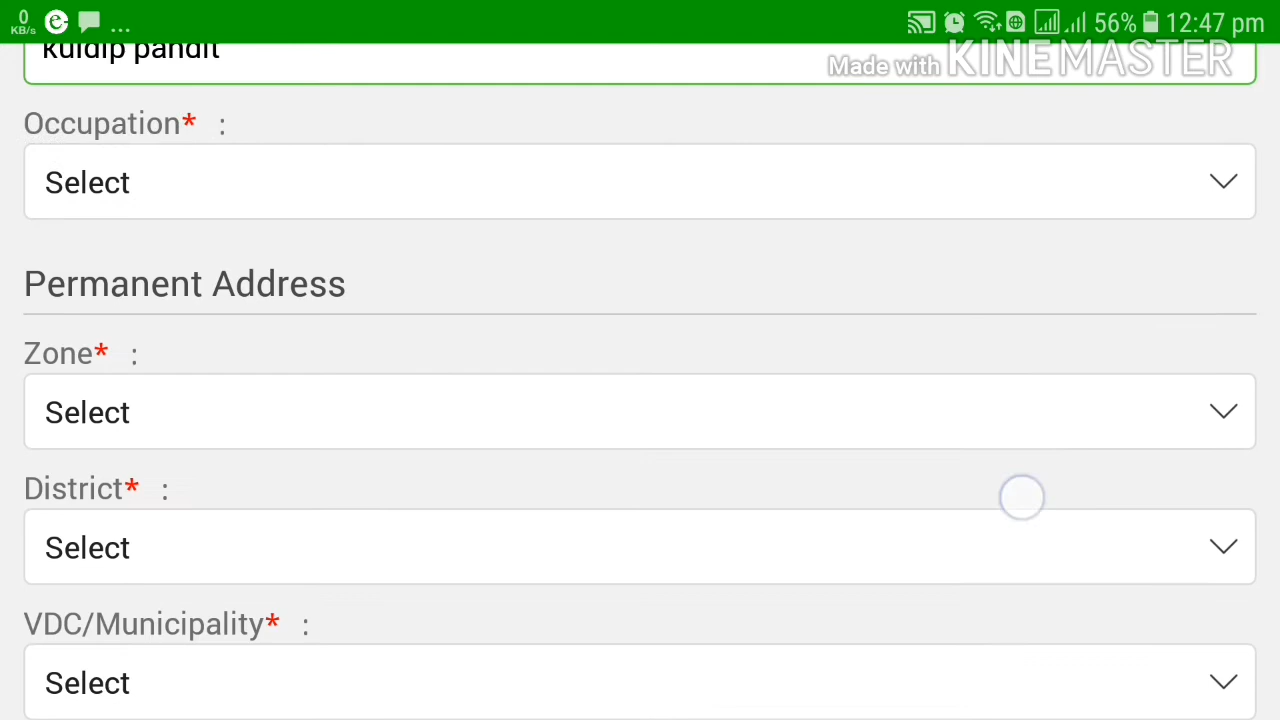 0
KB/s
... 56% 12:47 pm
kuldip pandit
Made with KINEMASTER
Occupation* :
Select
Permanent Address
Zone* :
Select
District* :
Select
VDC/Municipality* :
Select